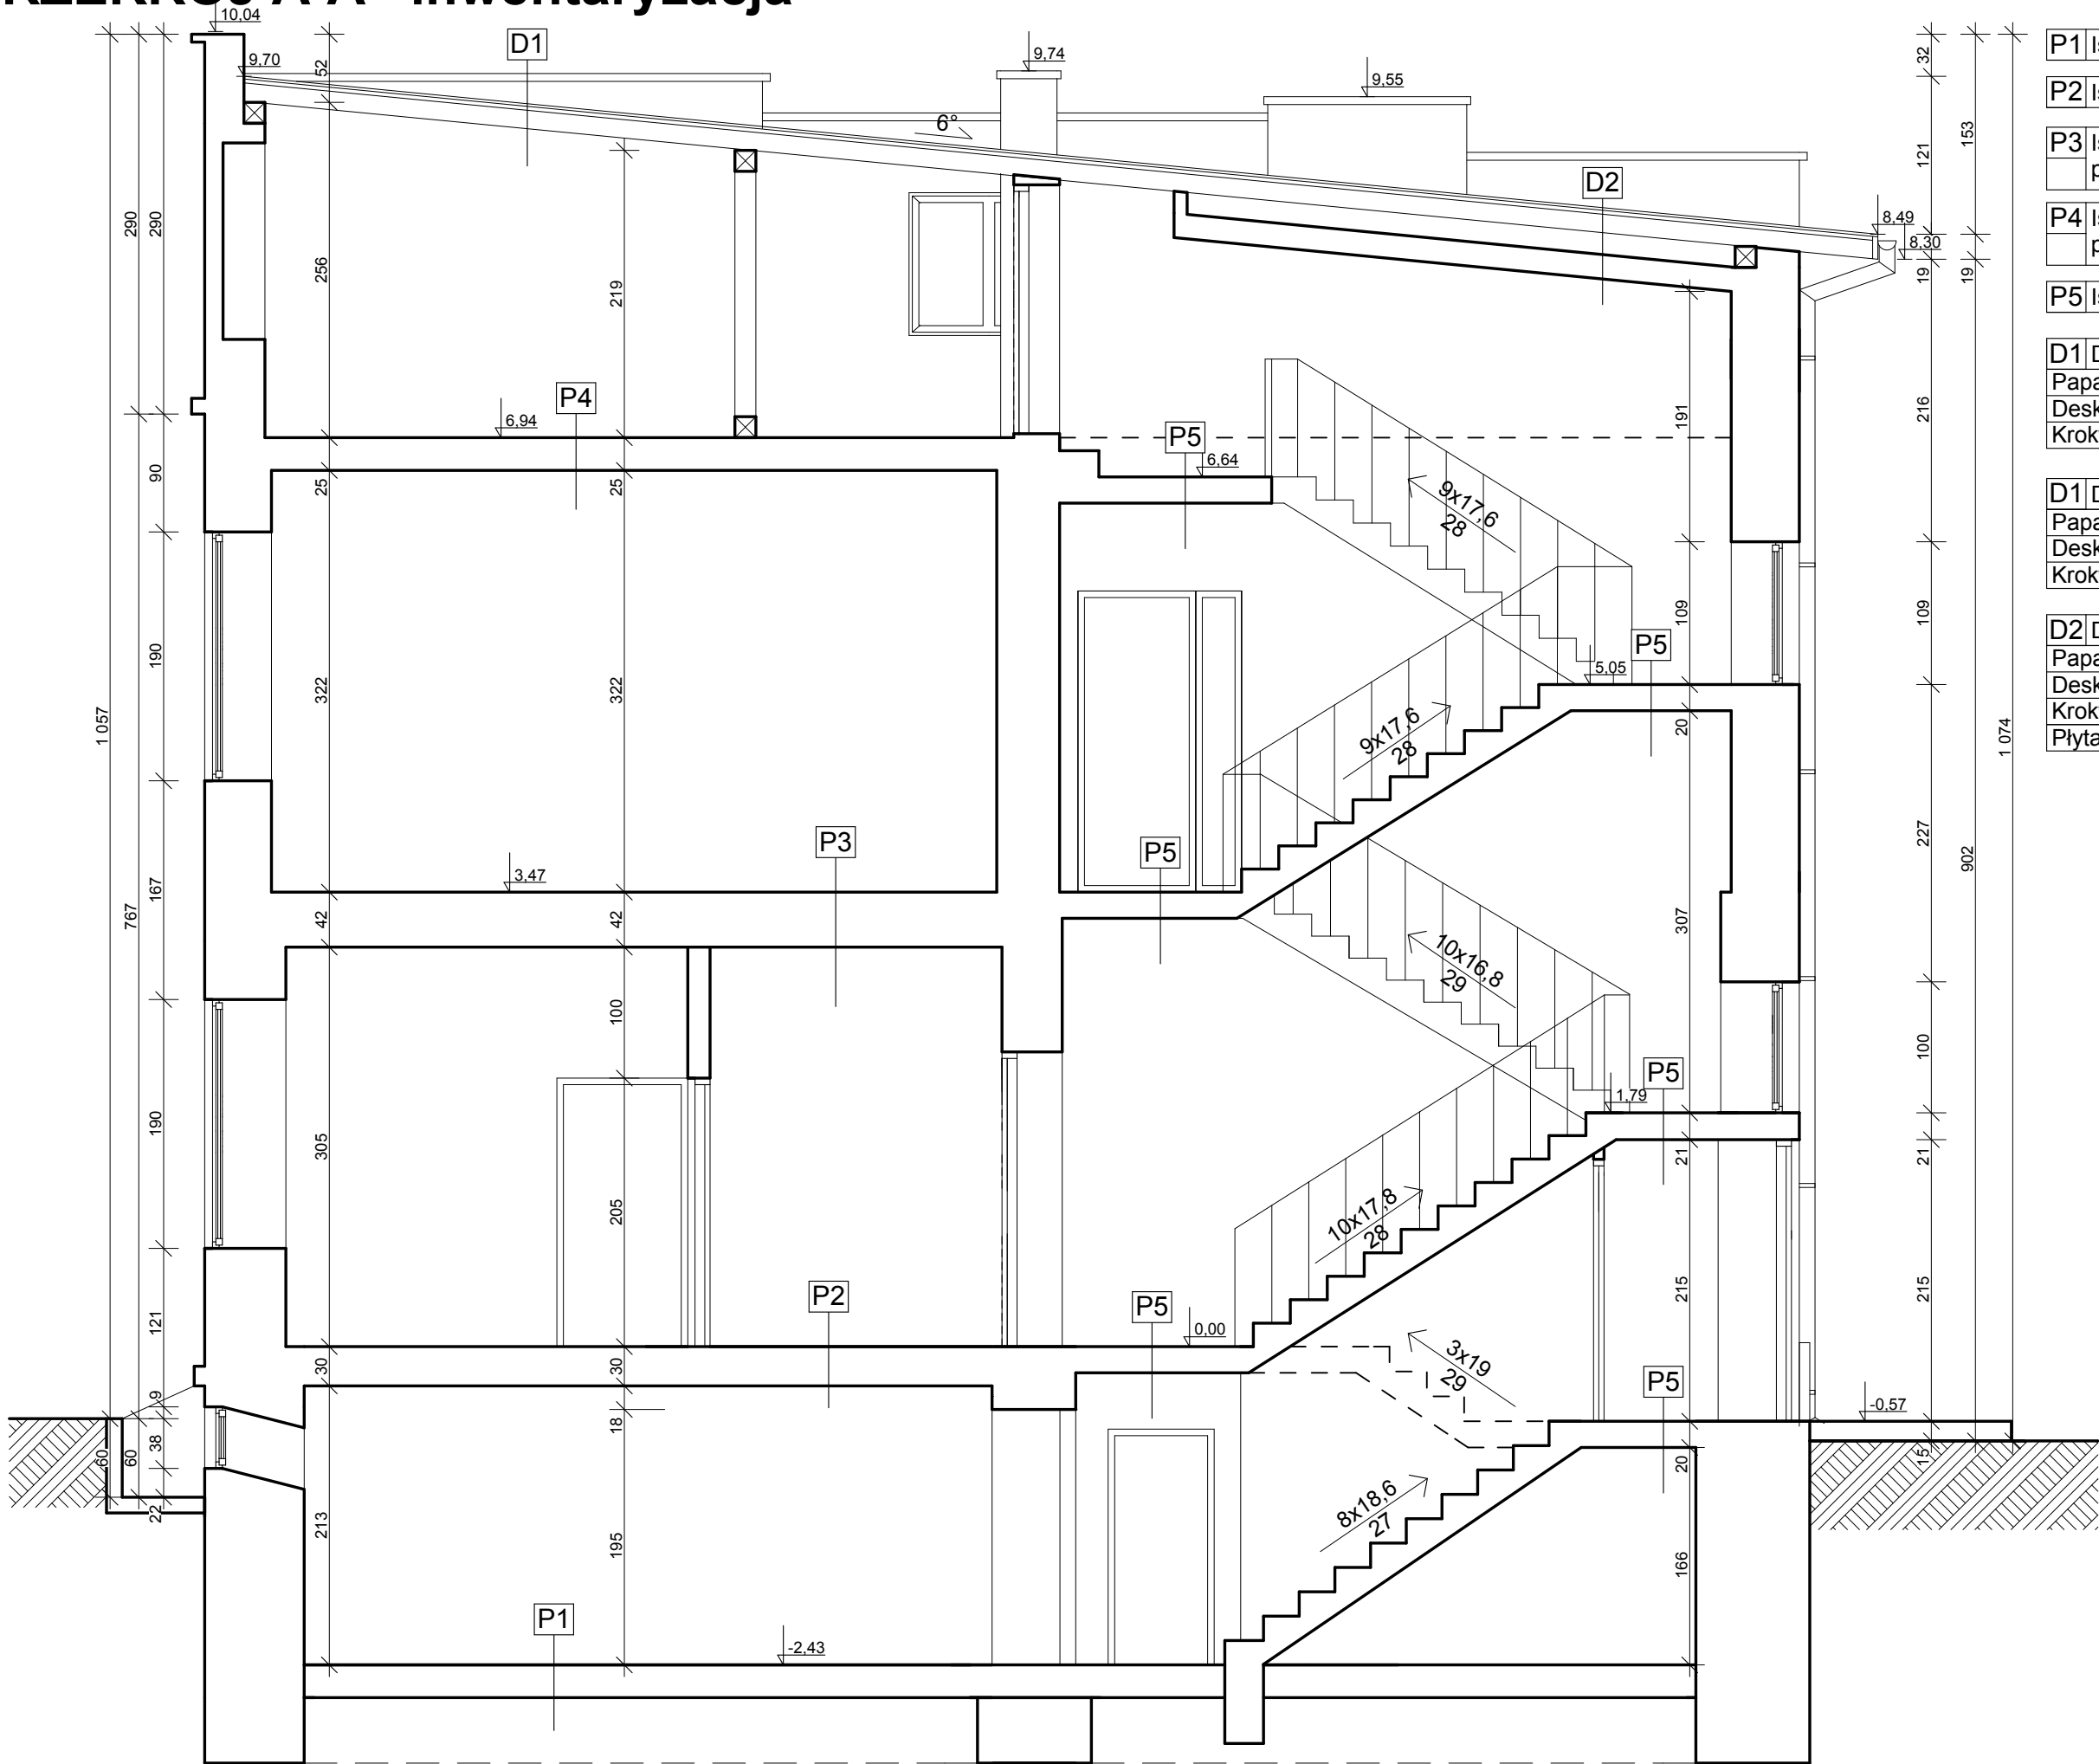 A-A - inwentaryzacja
10,04
9,70
D1
9,74
9,55
6°
D2
8,49
8,30
P4
6,94
P5
6,64
9x17,6
28
P5
5,05
9x17,6
28
P3
P5
3,47
10x16,8
29
P5
1,79
10x17,8
28
P2
P5
0,00
3x19
29
P5
-0,57
8x18,6
27
P1
-2,43
1 057
60
290
767
60
290
90
190
167
190
121
9
38
22
52
256
25
322
42
305
30
213
219
25
322
42
100
205
30
18
195
191
109
20
307
21
215
20
166
32
121
19
216
109
227
100
21
215
15
153
19
902
1 074
P1
P2
P3
P4
P5
D1
Papa
Desk
Krok
D1
Papa
Desk
Krok
D2
Papa
Desk
Krok
Płyta